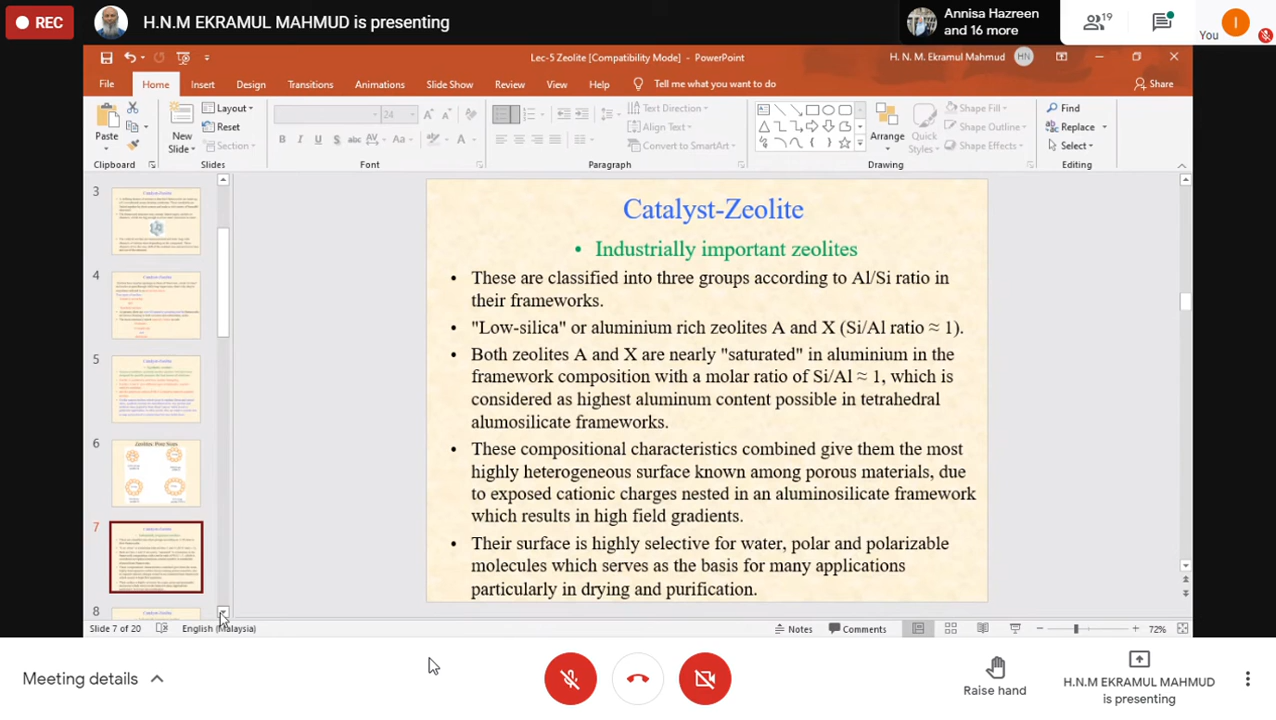 REC
H.N.M EKRAMUL MAHMUD is presenting
Annisa Hazreen
and 16 more
19
You
I
Lec-5 Zeolite [Compatibility Mode] - PowerPoint
H. N. M. Ekramul Mahmud
HN
File
Home
Insert
Design
Transitions
Animations
Slide Show
Review
View
Help
Tell me what you want to do
Share
Paste
Clipboard
New
Slide
Layout
Reset
Section
Slides
24
B I U S abc AV Aa
Font
Text Direction
Align Text
Convert to SmartArt
Paragraph
Arrange
Quick
Styles
Shape Fill
Shape Outline
Shape Effects
Drawing
Find
Replace
Select
Editing
3
4
5
6
7
8
Catalyst-Zeolite
• Industrially important zeolites
• These are classified into three groups according to Al/Si ratio in
their frameworks.
• "Low-silica" or aluminium rich zeolites A and X (Si/Al ratio ≈ 1).
• Both zeolites A and X are nearly "saturated" in aluminium in the
framework composition with a molar ratio of Si/Al ≈ 1, which is
considered as highest aluminum content possible in tetrahedral
alumosilicate frameworks.
• These compositional characteristics combined give them the most
highly heterogeneous surface known among porous materials, due
to exposed cationic charges nested in an aluminosilicate framework
which results in high field gradients.
• Their surface is highly selective for water, polar and polarizable
molecules which serves as the basis for many applications
particularly in drying and purification.
Slide 7 of 20
English (Malaysia)
Notes
Comments
72%
Meeting details
Raise hand
H.N.M EKRAMUL MAHMUD
is presenting